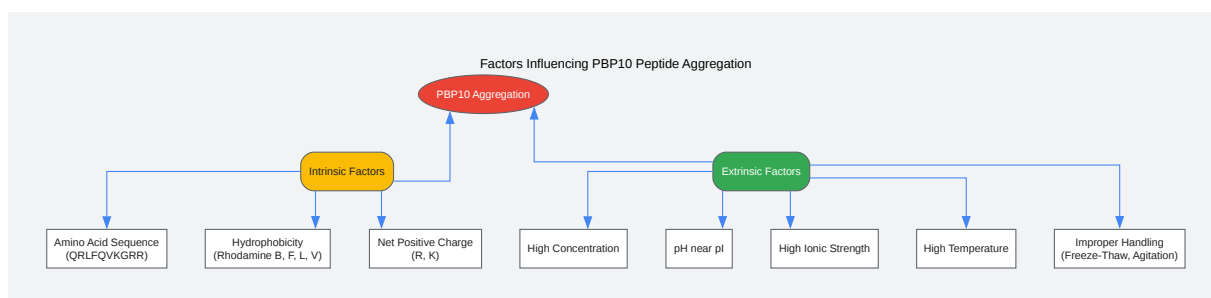 Factors Influencing PBP10 Peptide Aggregation
PBP10 Aggregation
Intrinsic Factors
Extrinsic Factors
Amino Acid Sequence
(QRLFQVKGRR)
Hydrophobicity
(Rhodamine B, F, L, V)
Net Positive Charge
(R, K)
High Concentration
pH near pI
High Ionic Strength
High Temperature
Improper Handling
(Freeze-Thaw, Agitation)